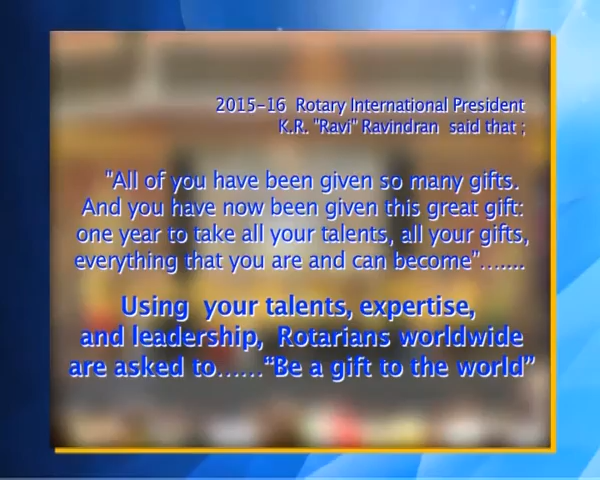 2015-16 Rotary International President
K.R. "Ravi" Ravindran said that ;
"All of you have been given so many gifts.
And you have now been given this great gift:
one year to take all your talents, all your gifts,
everything that you are and can become".......
Using your talents, expertise,
and leadership, Rotarians worldwide
are asked to......“Be a gift to the world”